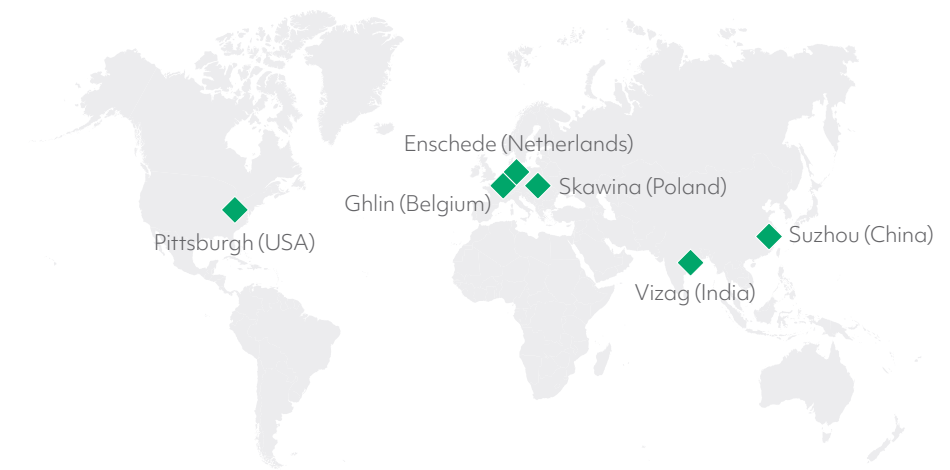 Enschede (Netherlands)
Skawina (Poland)
Ghlin (Belgium)
Pittsburgh (USA)
Suzhou (China)
Vizag (India)